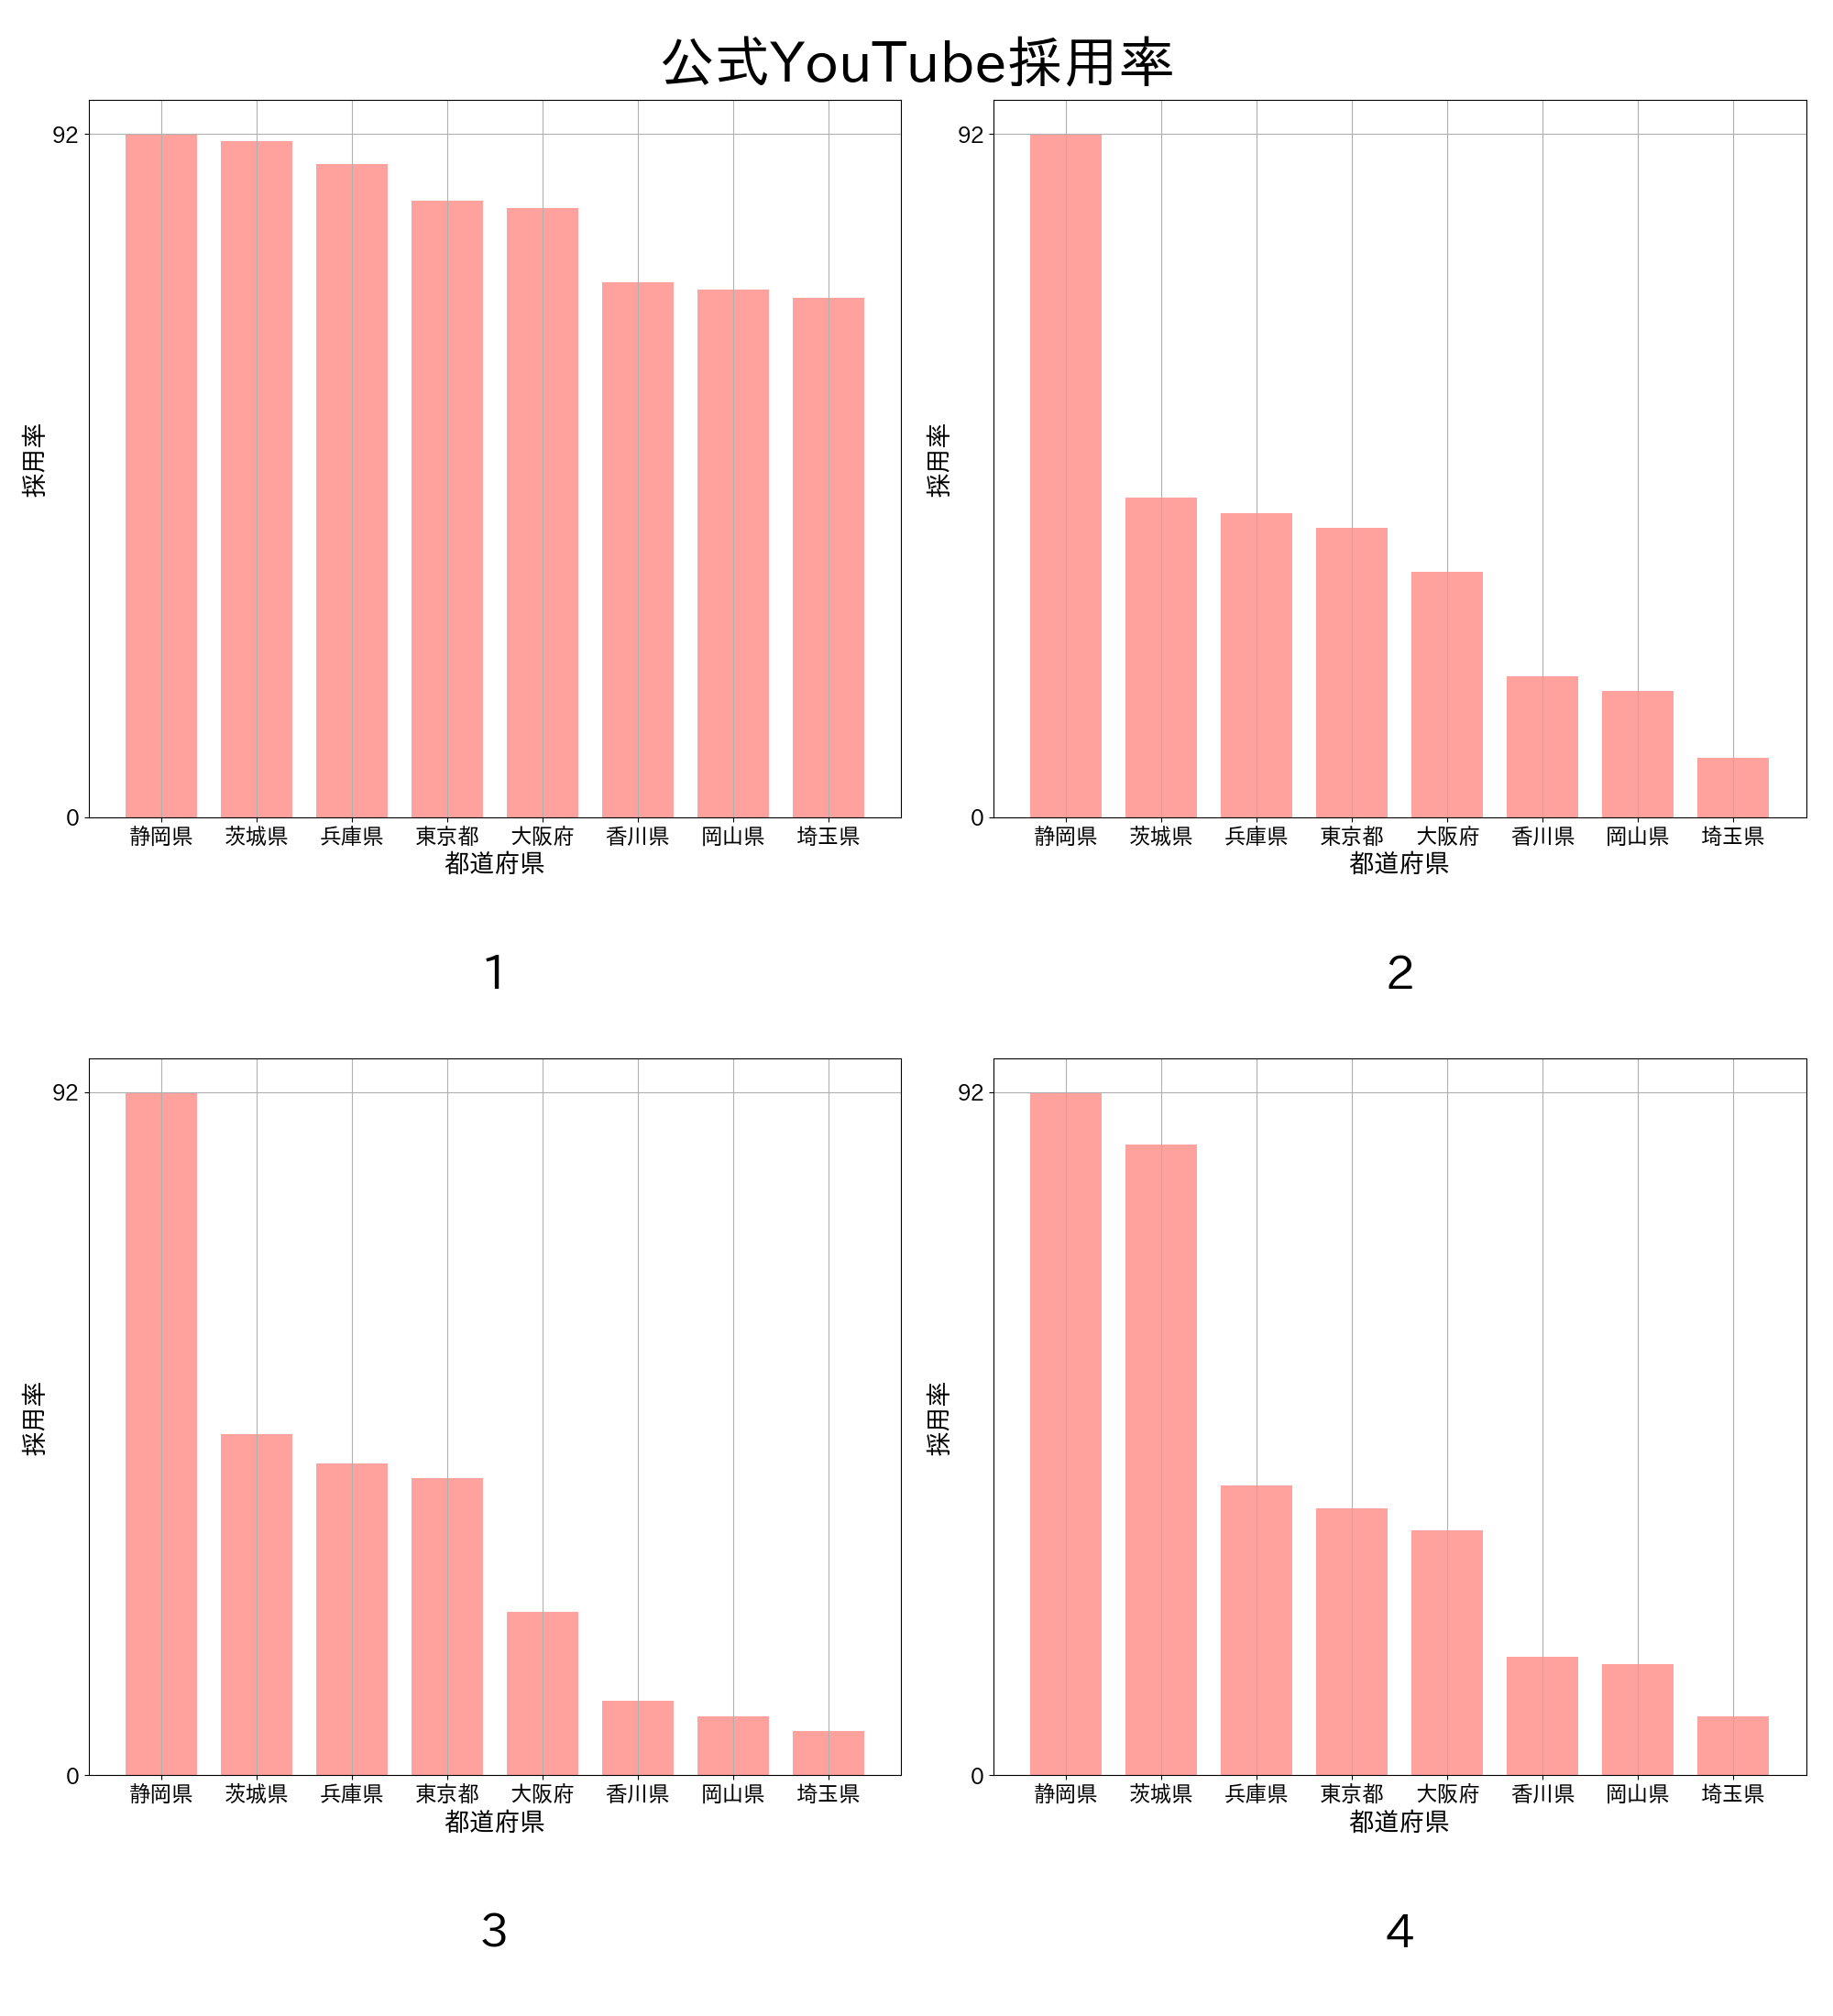 公式YouTube採用率
92
0
採用率
静岡県 茨城県 兵庫県 東京都 大阪府 香川県 岡山県 埼玉県
都道府県
1
92
0
採用率
静岡県 茨城県 兵庫県 東京都 大阪府 香川県 岡山県 埼玉県
都道府県
2
92
0
採用率
静岡県 茨城県 兵庫県 東京都 大阪府 香川県 岡山県 埼玉県
都道府県
3
92
0
採用率
静岡県 茨城県 兵庫県 東京都 大阪府 香川県 岡山県 埼玉県
都道府県
4